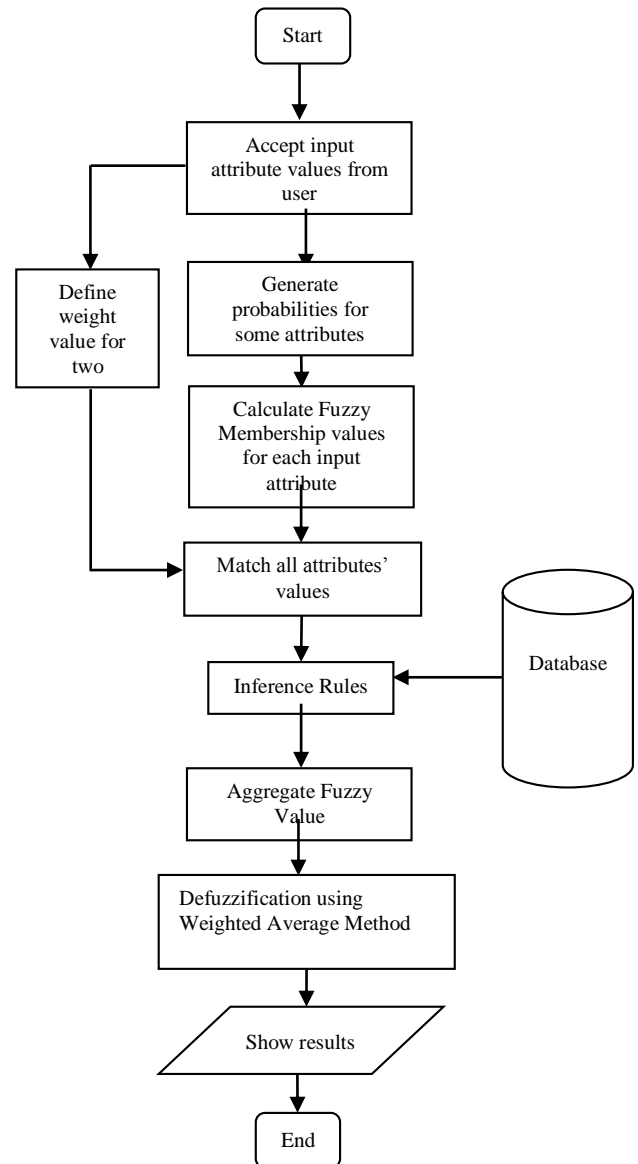 Start
Accept input
attribute values from
user
Define
weight
value for
two
Generate
probabilities for
some attributes
Calculate Fuzzy
Membership values
for each input
attribute
Match all attributes’
values
Database
Inference Rules
Aggregate Fuzzy
Value
Defuzzification using
Weighted Average Method
Show results
End